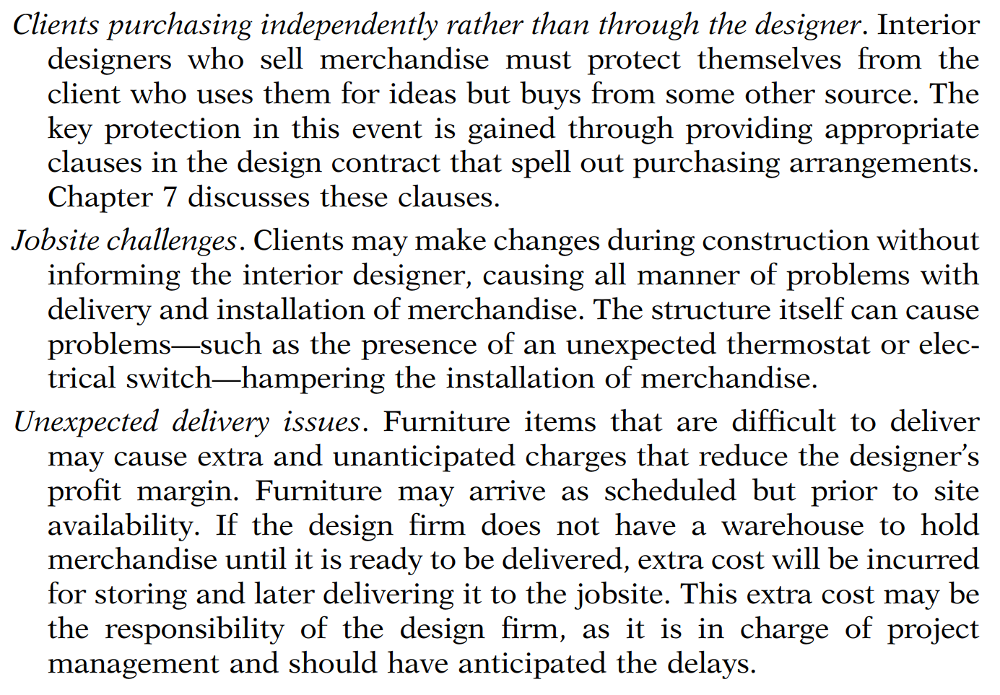 Clients purchasing independently rather than through the designer. Interior
designers who sell merchandise must protect themselves from the
client who uses them for ideas but buys from some other source. The
key protection in this event is gained through providing appropriate
clauses in the design contract that spell out purchasing arrangements.
Chapter 7 discusses these clauses.
Jobsite challenges. Clients may make changes during construction without
informing the interior designer, causing all manner of problems with
delivery and installation of merchandise. The structure itself can cause
problems—such as the presence of an unexpected thermostat or elec-
trical switch—hampering the installation of merchandise.
Unexpected delivery issues. Furniture items that are difficult to deliver
may cause extra and unanticipated charges that reduce the designer’s
profit margin. Furniture may arrive as scheduled but prior to site
availability. If the design firm does not have a warehouse to hold
merchandise until it is ready to be delivered, extra cost will be incurred
for storing and later delivering it to the jobsite. This extra cost may be
the responsibility of the design firm, as it is in charge of project
management and should have anticipated the delays.